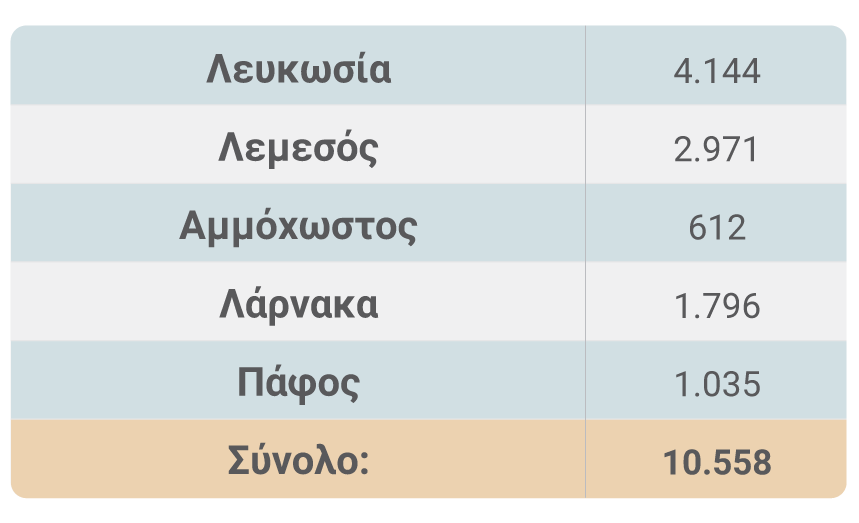 Λευκωσία 4.144
Λεμεσός 2.971
Αμμόχωστος 612
Λάρνακα 1.796
Πάφος 1.035
Σύνολο: 10.558